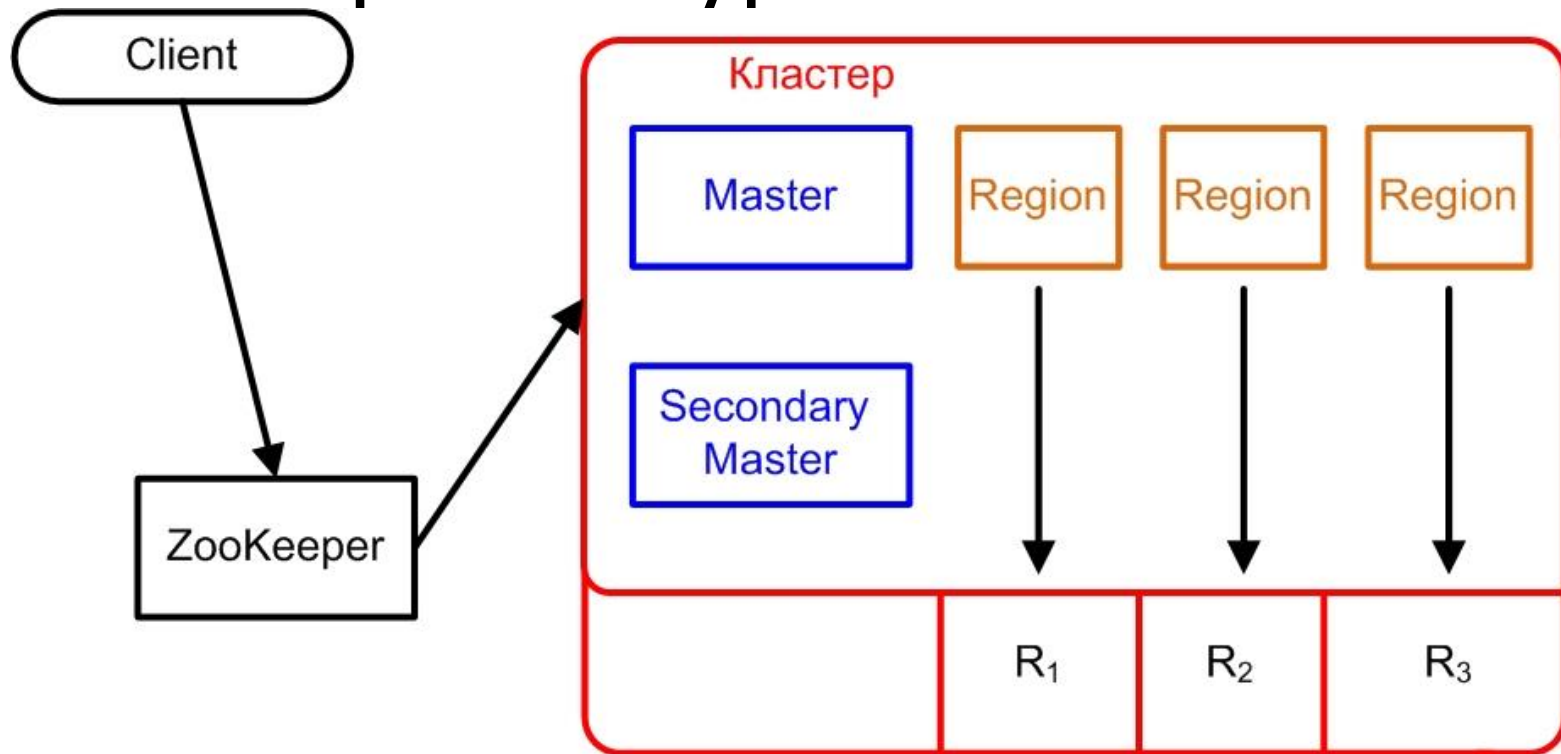 Client
Кластер
Master
Region
Region
Region
Secondary
Master
ZooKeeper
R₁
R₂
R₃